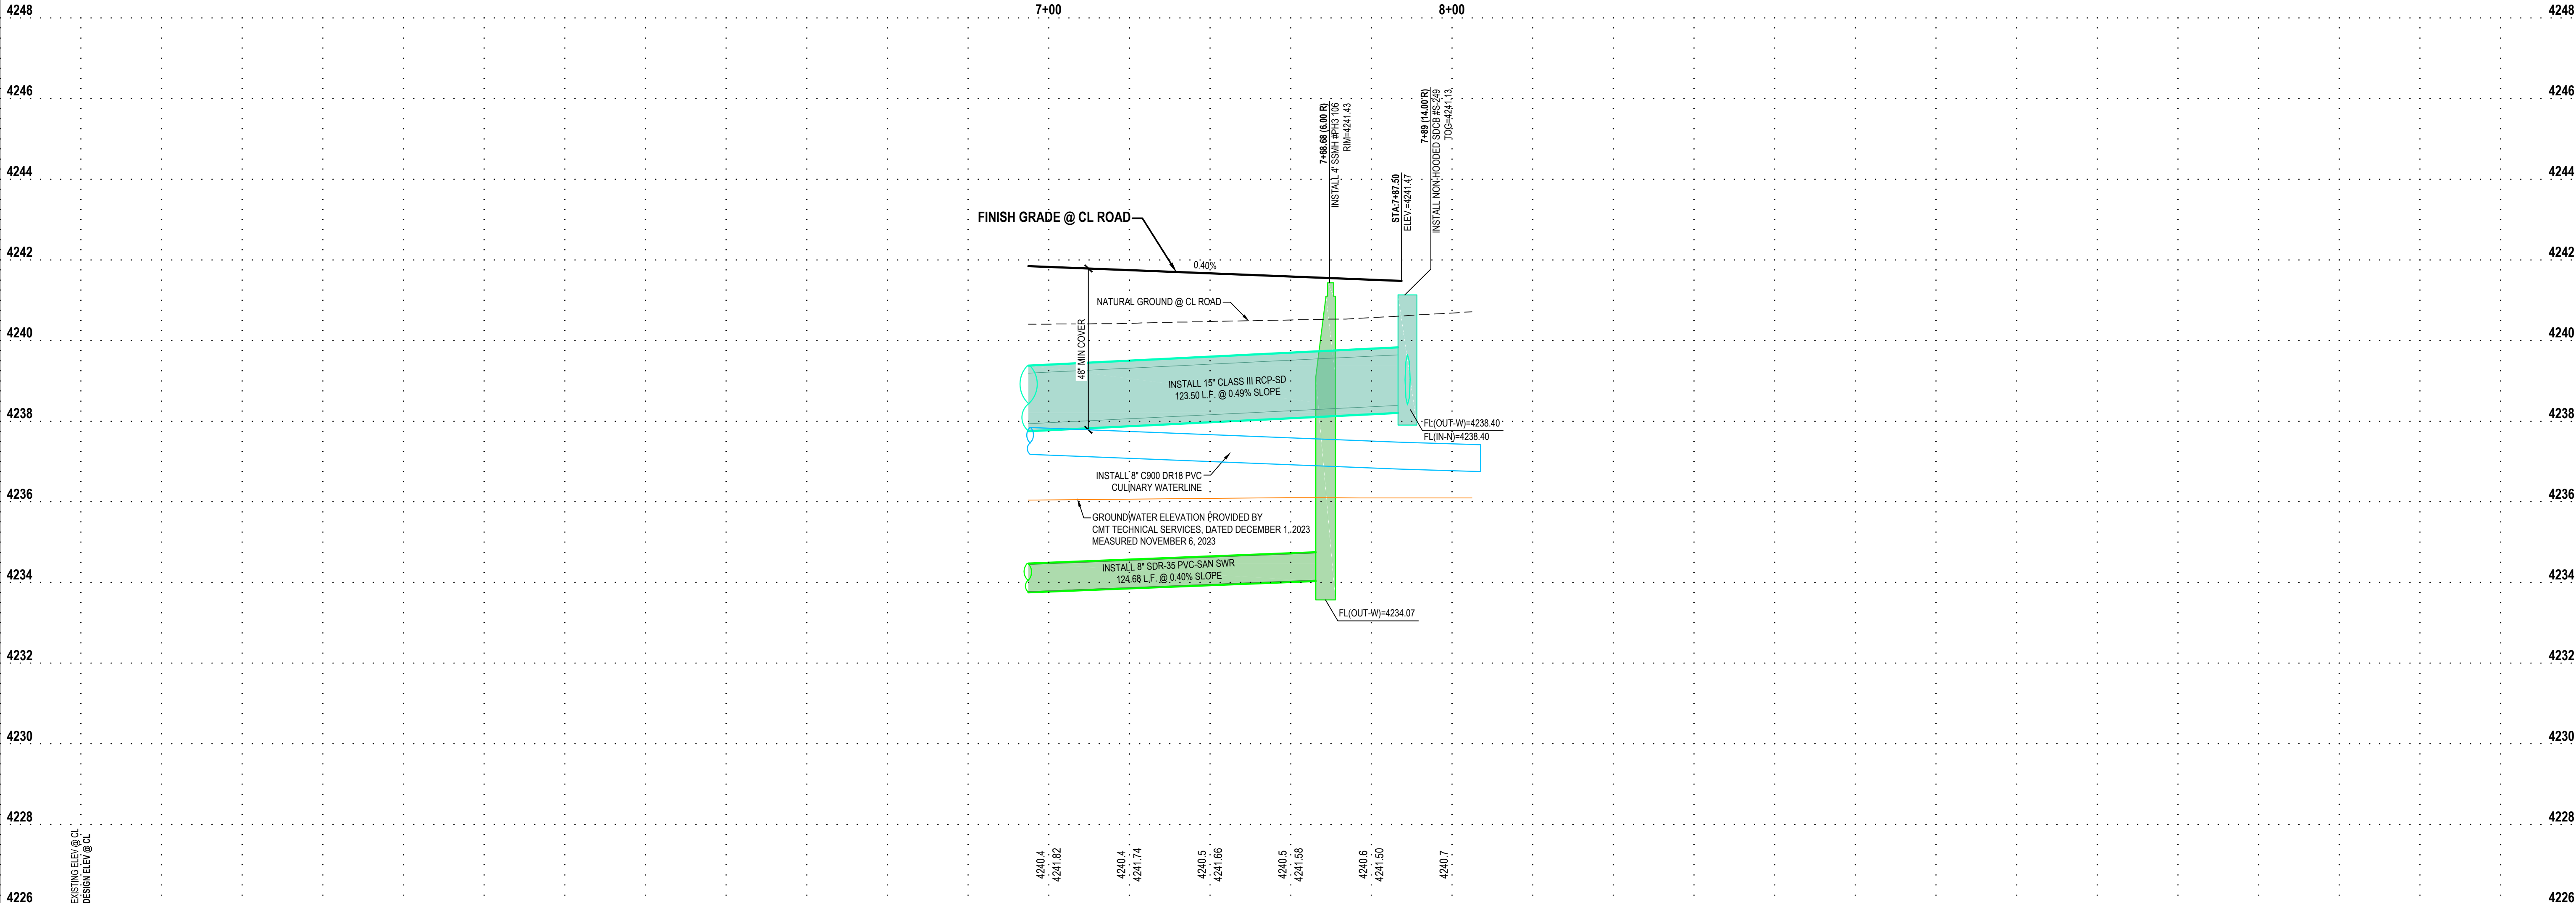 7+00
8+00
4248
4248
4246
4246
4244
4244
4242
4242
4240
4240
4238
4238
4236
4236
4234
4234
4232
4232
4230
4230
4228
4228
4226
4226
7+68.68 (6.00 R)
INSTALL 4' SSMH #PH3 106
RIM=4241.43
STA:7+87.50
ELEV.=4241.47
7+89 (14.00'R)
INSTALL NON-HOODED SDCB #S-249
TOG=4241.13
FINISH GRADE @ CL ROAD
0.40%
NATURAL GROUND @ CL ROAD
48" MIN COVER
INSTALL 15" CLASS III RCP-SD
123.50 L.F. @ 0.49% SLOPE
FL(OUT-W)=4238.40
FL(IN-N)=4238.40
INSTALL 8" C900 DR18 PVC
CULINARY WATERLINE
GROUNDWATER ELEVATION PROVIDED BY
CMT TECHNICAL SERVICES, DATED DECEMBER 1, 2023
MEASURED NOVEMBER 6, 2023
INSTALL 8" SDR-35 PVC-SAN SWR
124.68 L.F. @ 0.40% SLOPE
FL(OUT-W)=4234.07
EXISTING ELEV @ CL
DESIGN ELEV @ CL
4240.4
4241.82
4240.4
4241.74
4240.5
4241.66
4240.5
4241.58
4240.6
4241.50
4240.7